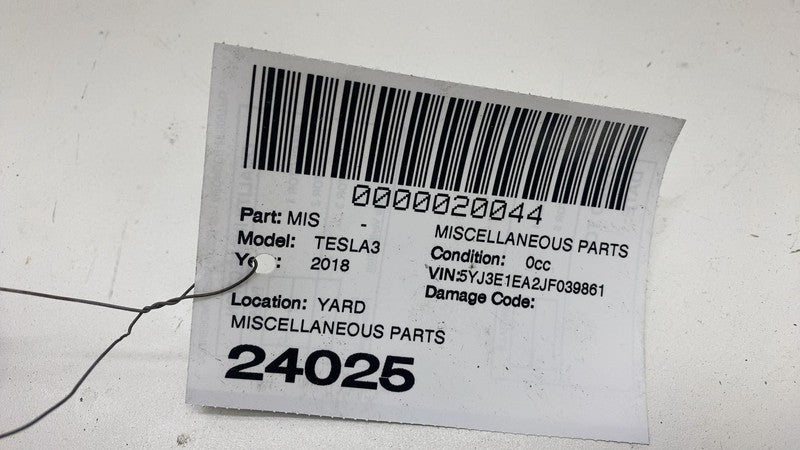 0000020044
Part: MIS -
MISCELLANEOUS PARTS
Model: TESLA3
Condition: 0cc
Year: 2018
VIN:5YJ3E1EA2JF039861
Damage Code:
Location: YARD
MISCELLANEOUS PARTS
24025